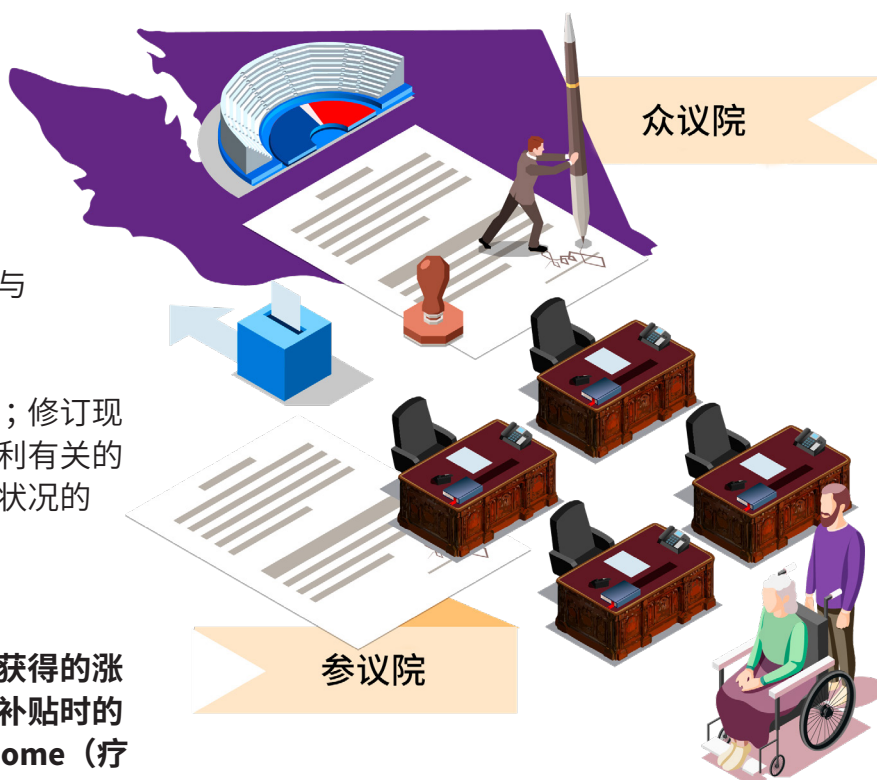 众议院
与
；修订现
利有关的
状况的
获得的涨
补贴时的
ome（疗
参议院